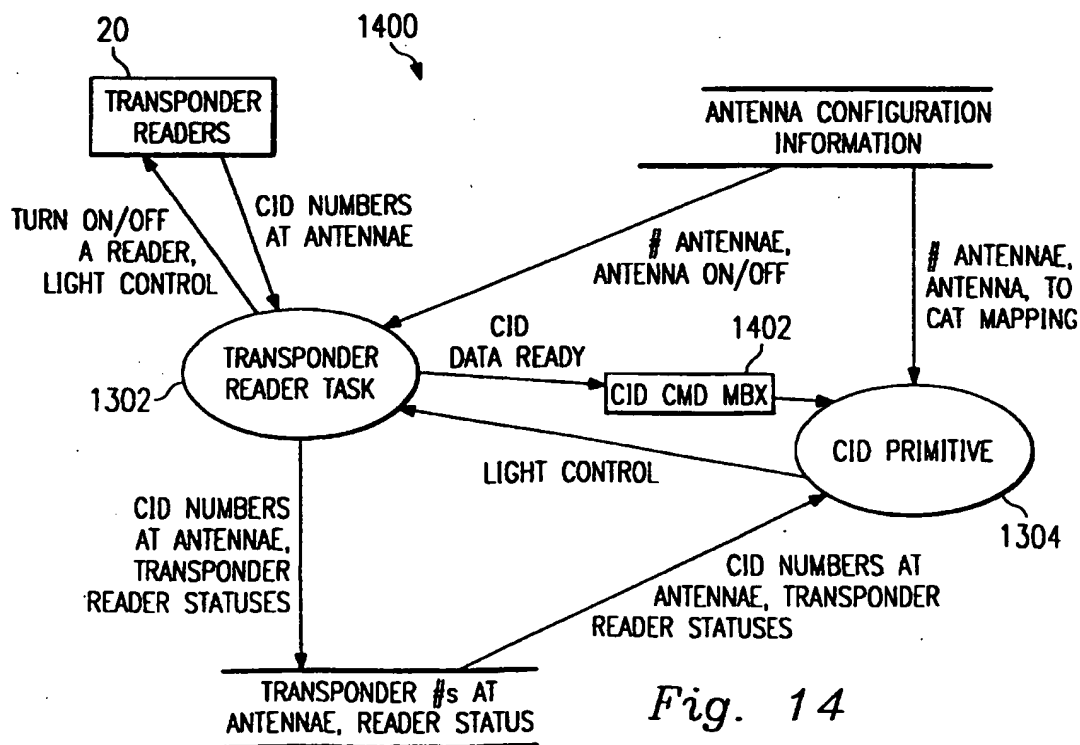 20
1400
TRANSPONDER
READERS
ANTENNA CONFIGURATION
INFORMATION
TURN ON/OFF
A READER,
LIGHT CONTROL
CID NUMBERS
AT ANTENNAE
# ANTENNAE,
ANTENNA ON/OFF
# ANTENNAE,
ANTENNA, TO
CAT MAPPING
TRANSPONDER
READER TASK
1302
CID
DATA READY
1402
CID CMD MBX
CID PRIMITIVE
1304
LIGHT CONTROL
CID NUMBERS
AT ANTENNAE,
TRANSPONDER
READER STATUSES
CID NUMBERS AT
ANTENNAE, TRANSPONDER
READER STATUSES
TRANSPONDER #s AT
ANTENNAE, READER STATUS
Fig. 14